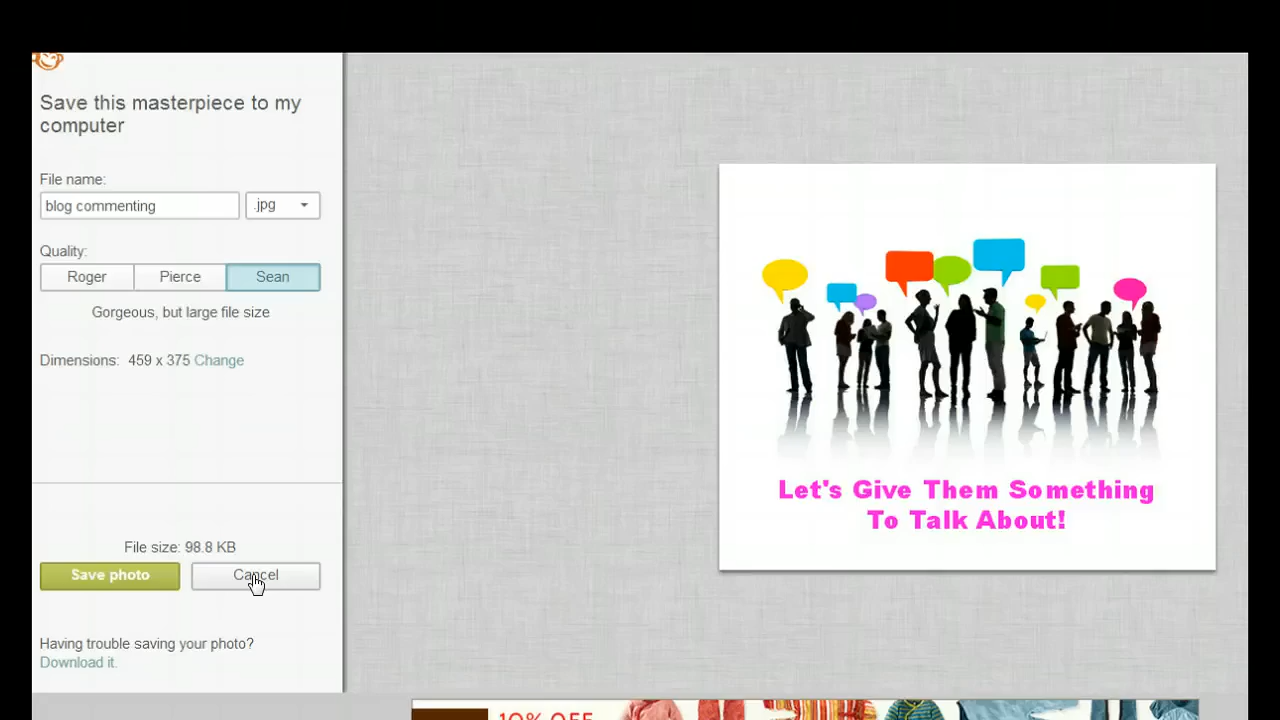 Save this masterpiece to my
computer
File name:
blog commenting
.jpg
Quality:
Roger
Pierce
Sean
Gorgeous, but large file size
Dimensions: 459 x 375 Change
File size: 98.8 KB
Save photo
Cancel
Having trouble saving your photo?
Download it.
Let's Give Them Something
To Talk About!
10% OFF